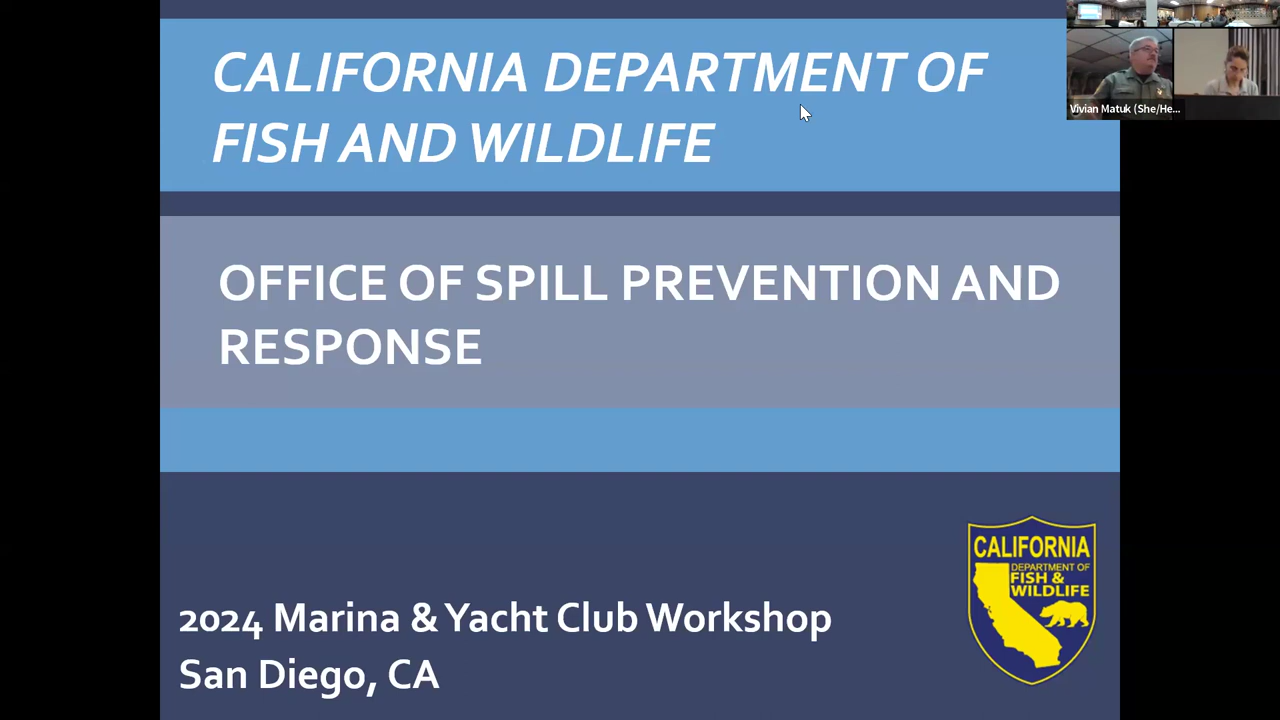 CALIFORNIA DEPARTMENT OF
FISH AND WILDLIFE
Vivian Matuk (She/He...
OFFICE OF SPILL PREVENTION AND
RESPONSE
2024 Marina & Yacht Club Workshop
San Diego, CA
CALIFORNIA
DEPARTMENT OF
FISH &
WILDLIFE